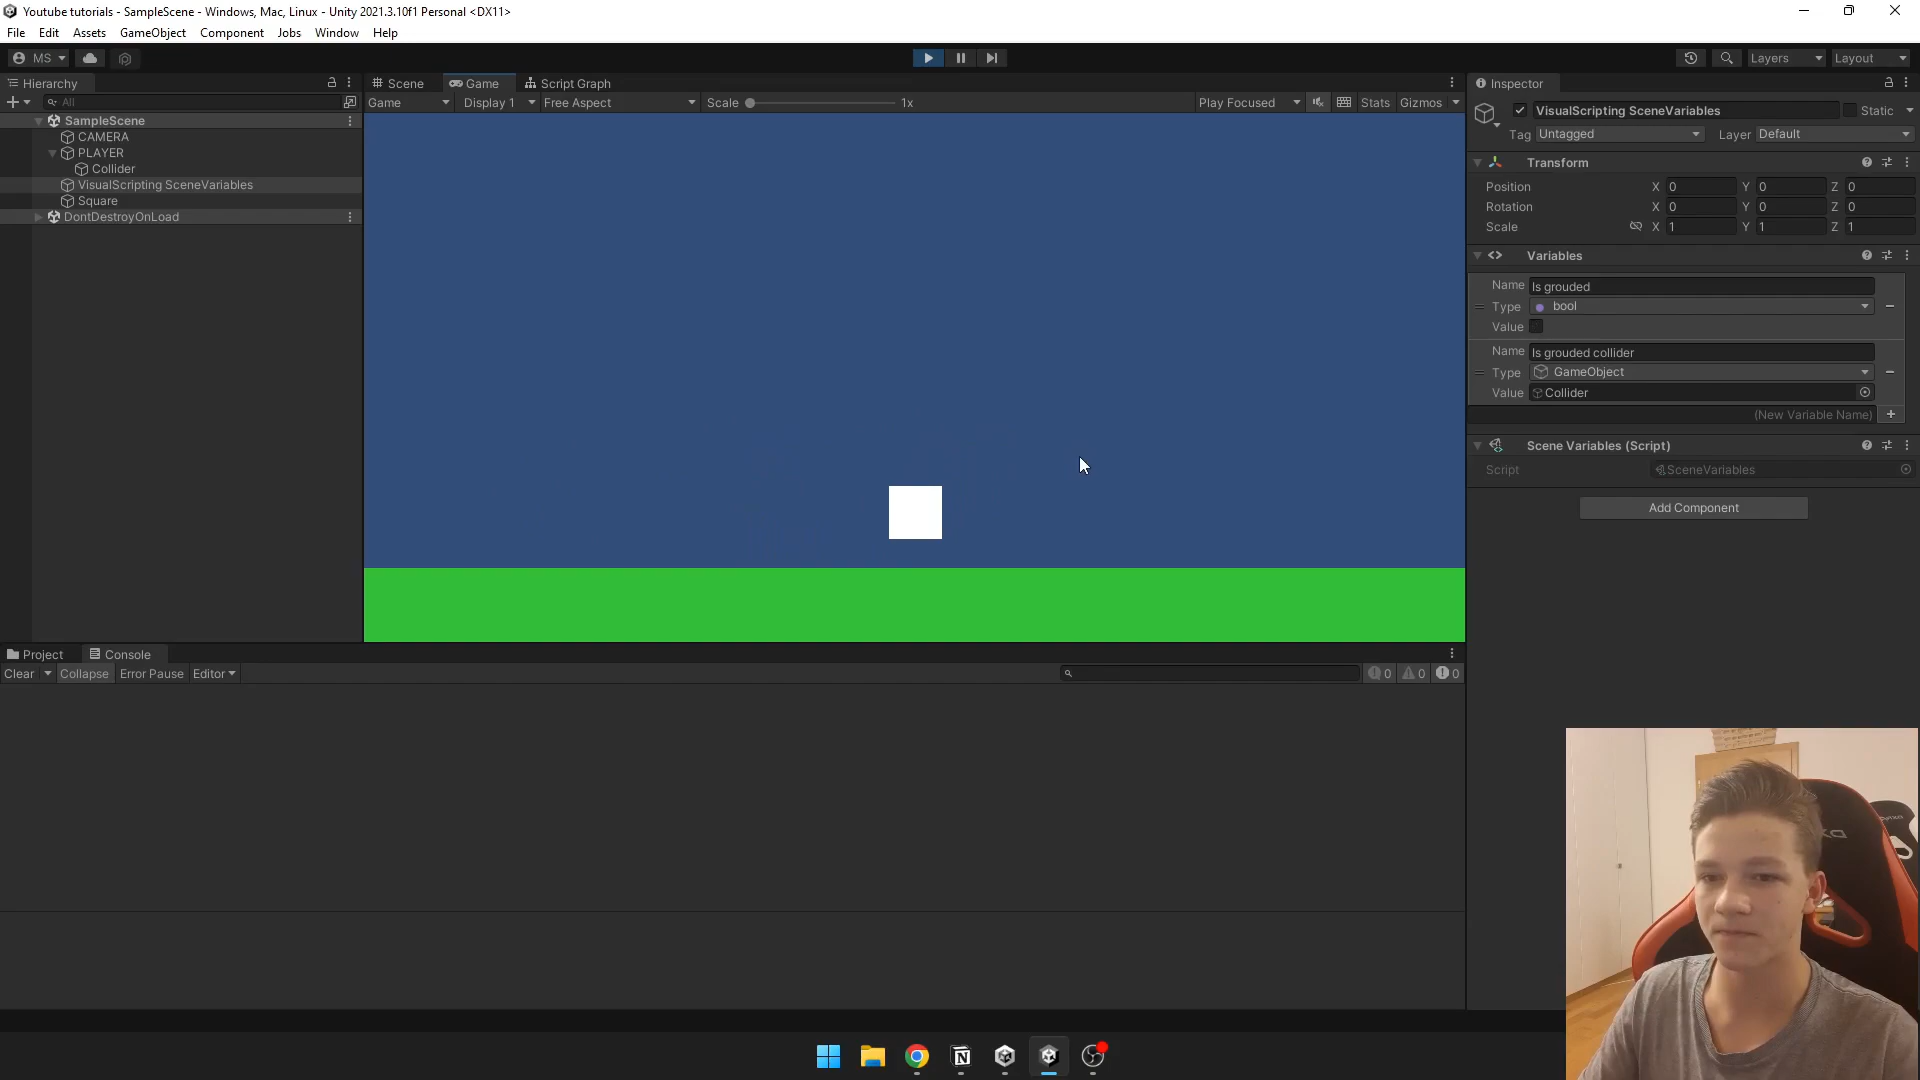 Youtube tutorials - SampleScene - Windows, Mac, Linux - Unity 2021.3.10f1 Personal <DX11>
File Edit Assets GameObject Component Jobs Window Help
MS Layers Layout
Hierarchy
All
SampleScene
CAMERA
PLAYER
Collider
VisualScripting SceneVariables
Square
DontDestroyOnLoad
Scene Game Script Graph
Game Display 1 Free Aspect Scale 1x Play Focused Stats Gizmos
Inspector
VisualScripting SceneVariables Static
Tag Untagged Layer Default
Transform
Position X 0 Y 0 Z 0
Rotation X 0 Y 0 Z 0
Scale X 1 Y 1 Z 1
Variables
Name Is grouded
Type bool
Value
Name Is grouded collider
Type GameObject
Value Collider
(New Variable Name)
Scene Variables (Script)
Script SceneVariables
Add Component
Project Console
Clear Collapse Error Pause Editor 0 0 0